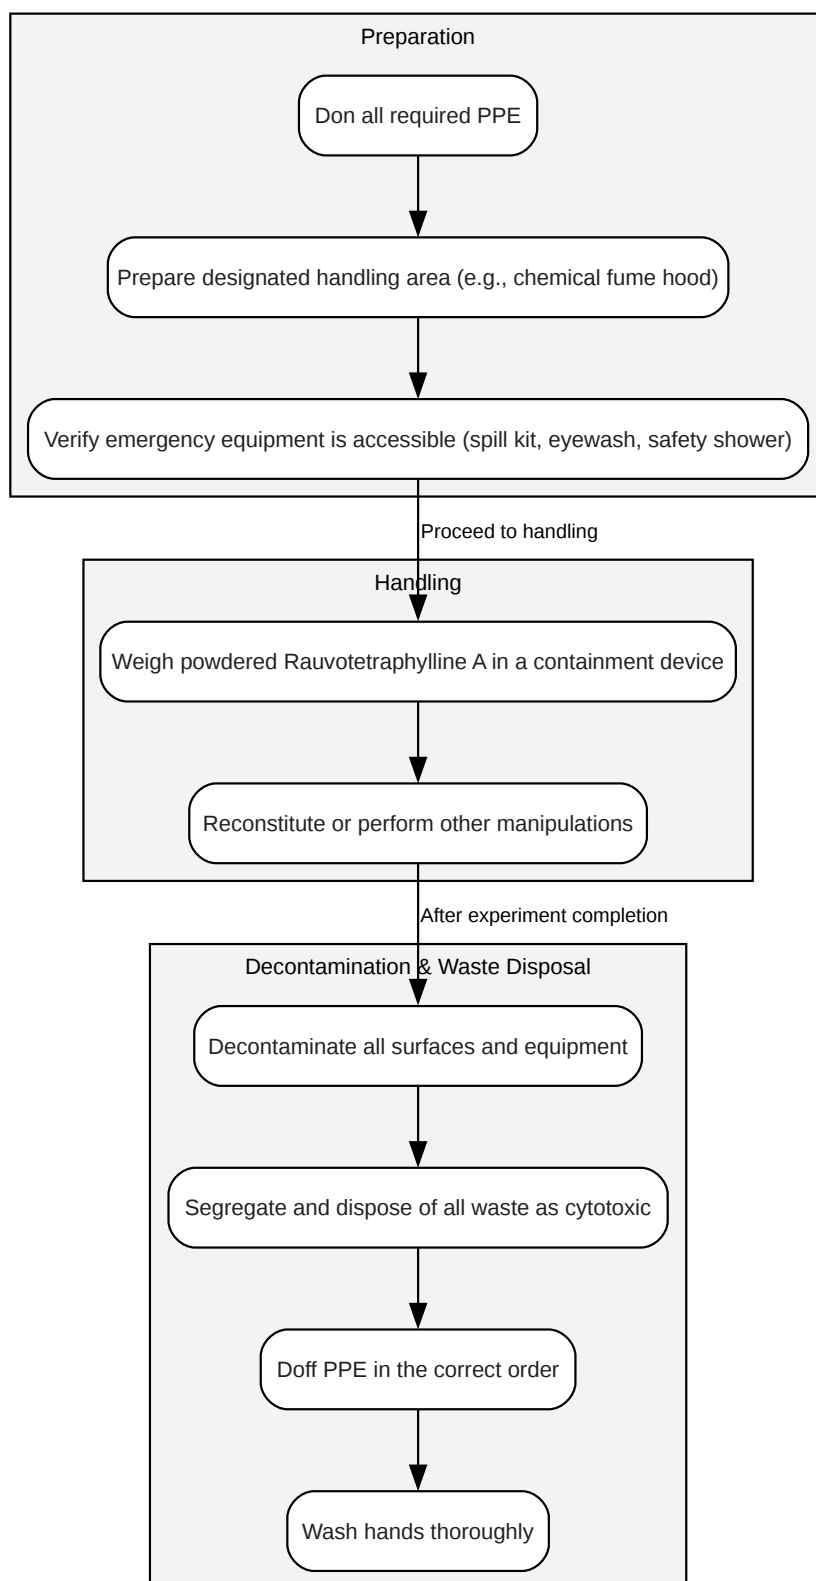 Preparation
Don all required PPE
Prepare designated handling area (e.g., chemical fume hood)
Verify emergency equipment is accessible (spill kit, eyewash, safety shower)
Proceed to handling
Handling
Weigh powdered Rauvotetraphylline A in a containment device
Reconstitute or perform other manipulations
After experiment completion
Decontamination & Waste Disposal
Decontaminate all surfaces and equipment
Segregate and dispose of all waste as cytotoxic
Doff PPE in the correct order
Wash hands thoroughly